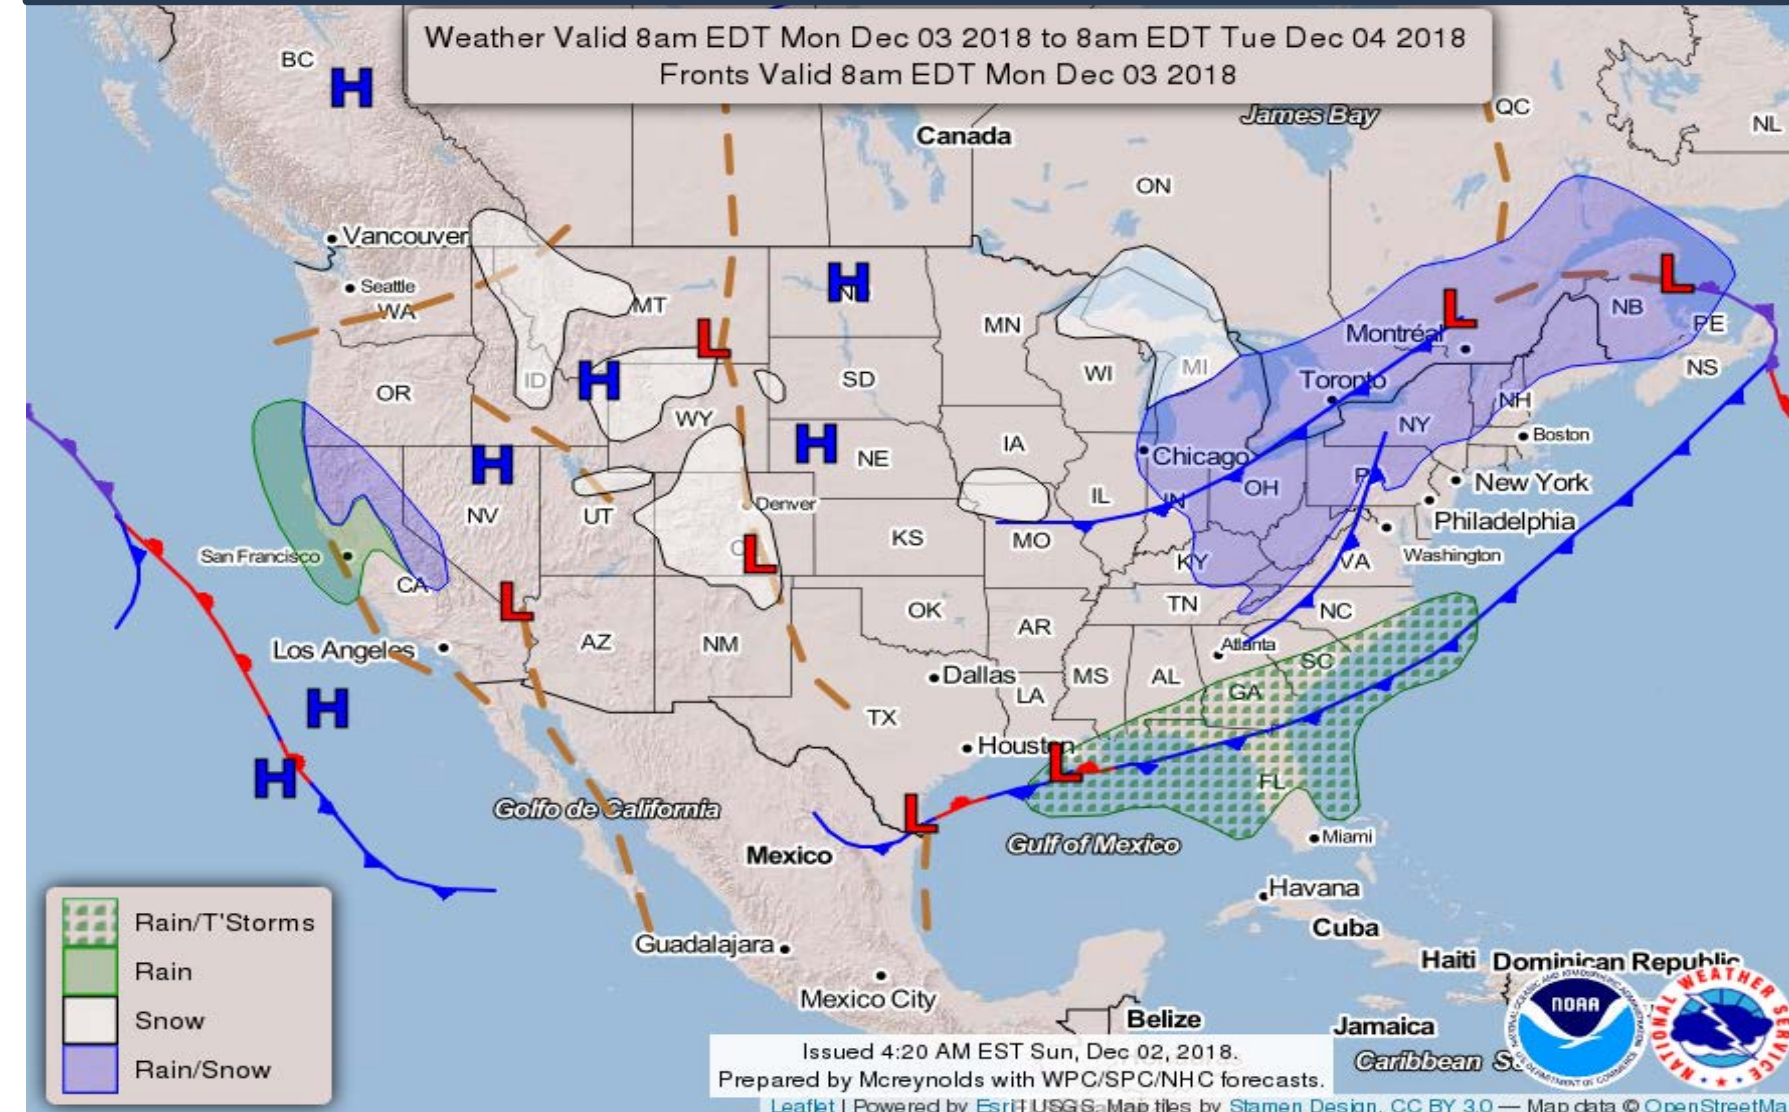 Weather Valid 8am EDT Mon Dec 03 2018 to 8am EDT Tue Dec 04 2018
Fronts Valid 8am EDT Mon Dec 03 2018
BC
H
QC
James Bay
NL
Canada
ON
Vancouver
Seattle
WA
MT
H
MN
L
L
NB
PE
NS
Montréal
L
OR
ID
H
WY
SD
WI
MI
Toronto
NH
NY
Boston
H
H
NE
IA
Chicago
IN
OH
PA
New York
NV
UT
Denver
IL
Philadelphia
San Francisco
L
KS
MO
KY
VA
Washington
CA
L
OK
TN
NC
AR
Los Angeles
AZ
NM
Atlanta
SC
Dallas
LA
MS
AL
GA
H
TX
Houston
L
H
FL
Golfo de California
L
Gulf of Mexico
Miami
Mexico
Havana
Cuba
Guadalajara
Haiti
Dominican Republic
Mexico City
Belize
Jamaica
Caribbean
Rain/T'Storms
Rain
Snow
Rain/Snow
NOAA
NATIONAL WEATHER SERVICE
Issued 4:20 AM EST Sun, Dec 02, 2018.
Prepared by Mcreynolds with WPC/SPC/NHC forecasts.
Leaflet | Powered by Esri | USGS, Map tiles by Stamen Design, CC BY 3.0 — Map data © OpenStreetMa